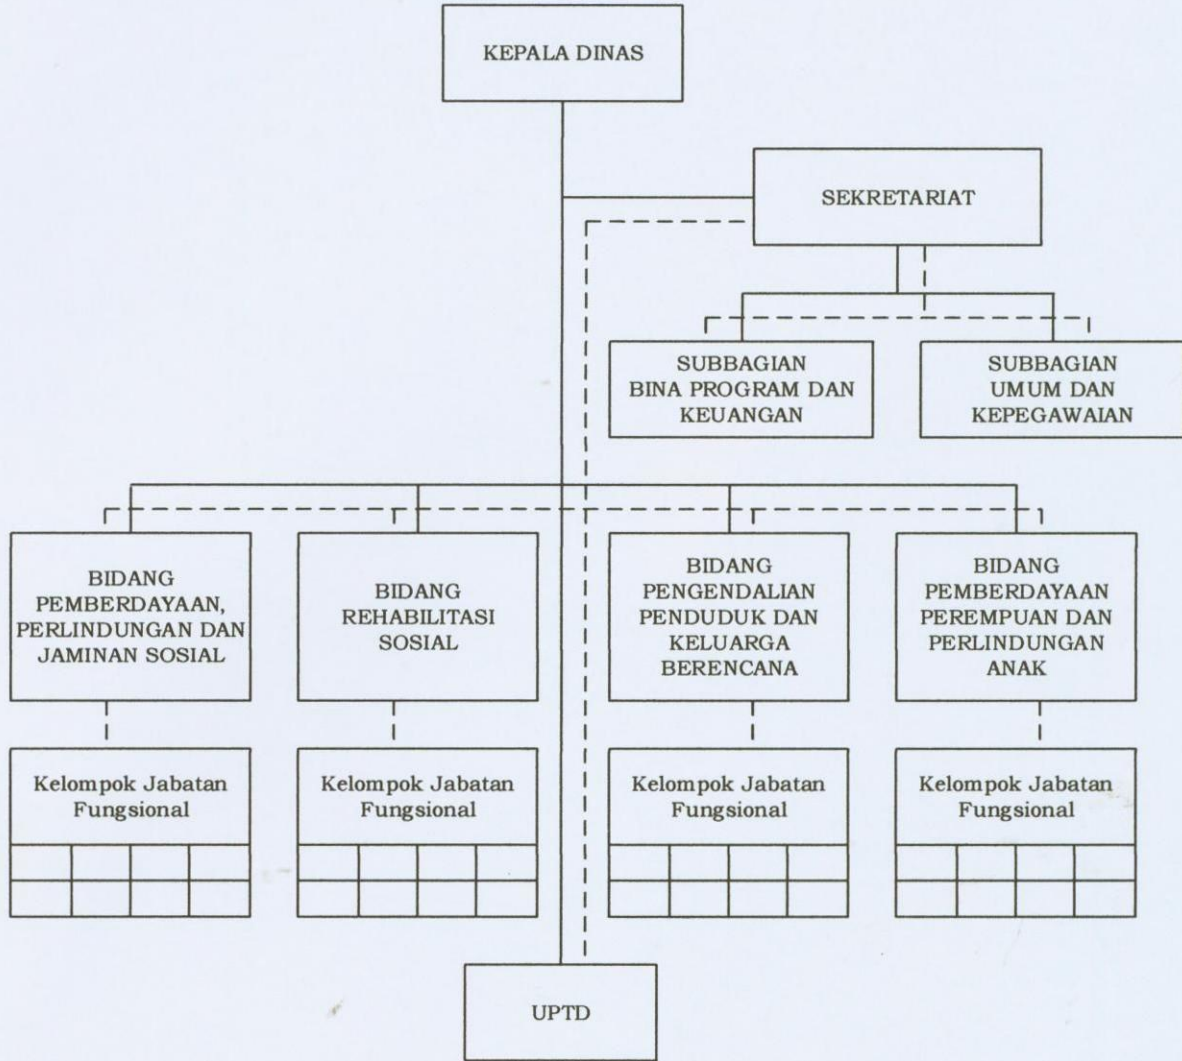 KEPALA DINAS
SEKRETARIAT
SUBBAGIAN
BINA PROGRAM DAN
KEUANGAN
SUBBAGIAN
UMUM DAN
KEPEGAWAIAN
BIDANG
PEMBERDAYAAN,
PERLINDUNGAN DAN
JAMINAN SOSIAL
BIDANG
REHABILITASI
SOSIAL
BIDANG
PENGENDALIAN
PENDUDUK DAN
KELUARGA
BERENCANA
BIDANG
PEMBERDAYAAN
PEREMPUAN DAN
PERLINDUNGAN
ANAK
Kelompok Jabatan
Fungsional
Kelompok Jabatan
Fungsional
Kelompok Jabatan
Fungsional
Kelompok Jabatan
Fungsional
UPTD